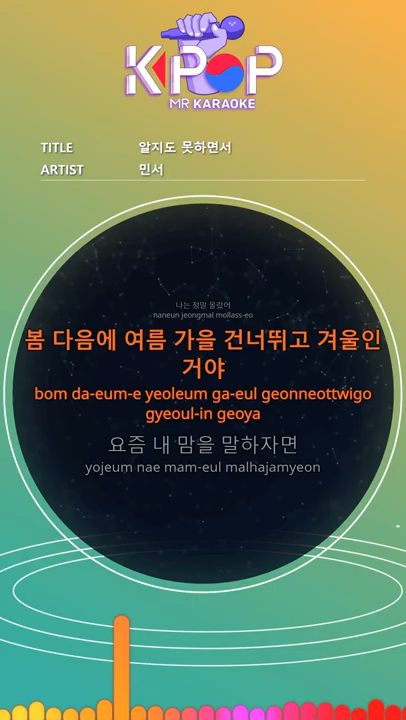 KPOP
MR KARAOKE
TITLE 알지도 못하면서
ARTIST 민서
나는 정말 몰랐어
naneun jeongmal mollass-eo
봄 다음에 여름 가을 건너뛰고 겨울인
거야
bom da-eum-e yeoleum ga-eul geonneottwigo
gyeoul-in geoya
요즘 내 맘을 말하자면
yojeum nae mam-eul malhajamyeon